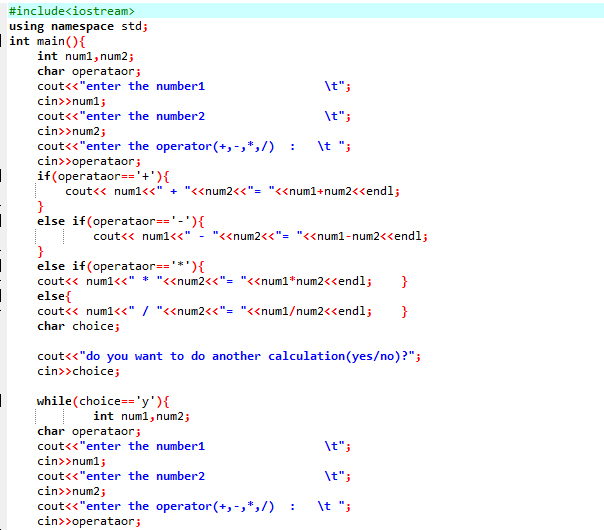 #include<iostream>
using namespace std;
int main(){
    int num1,num2;
    char operataor;
    cout<<"enter the number1                 \t";
    cin>>num1;
    cout<<"enter the number2                 \t";
    cin>>num2;
    cout<<"enter the operator(+,-,*,/)  :   \t ";
    cin>>operataor;
    if(operataor=='+'){
        cout<< num1<<" + "<<num2<<"= "<<num1+num2<<endl;
    }
    else if(operataor=='-'){
            cout<< num1<<" - "<<num2<<"= "<<num1-num2<<endl;
    }
    else if(operataor=='*'){
    cout<< num1<<" * "<<num2<<"= "<<num1*num2<<endl;    }
    else{
    cout<< num1<<" / "<<num2<<"= "<<num1/num2<<endl;    }
    char choice;

    cout<<"do you want to do another calculation(yes/no)?";
    cin>>choice;

    while(choice=='y'){
            int num1,num2;
    char operataor;
    cout<<"enter the number1                 \t";
    cin>>num1;
    cout<<"enter the number2                 \t";
    cin>>num2;
    cout<<"enter the operator(+,-,*,/)  :   \t ";
    cin>>operataor;